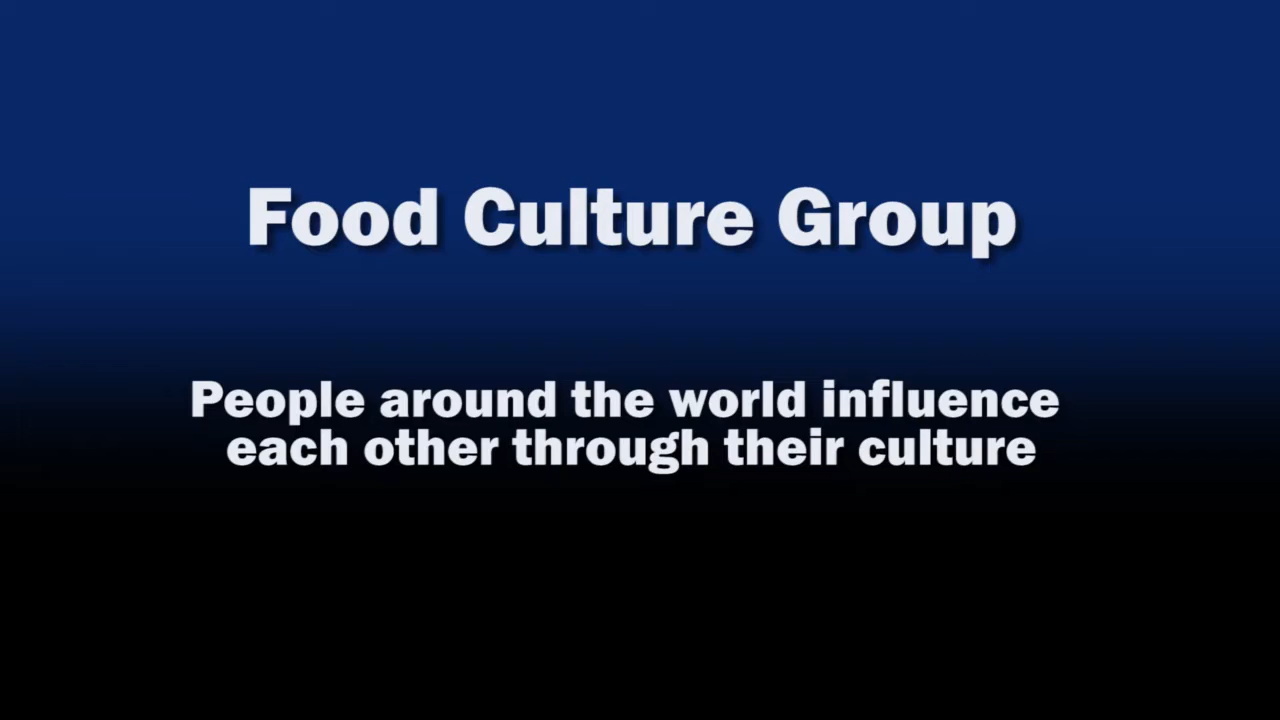 Food Culture Group
People around the world influence
each other through their culture